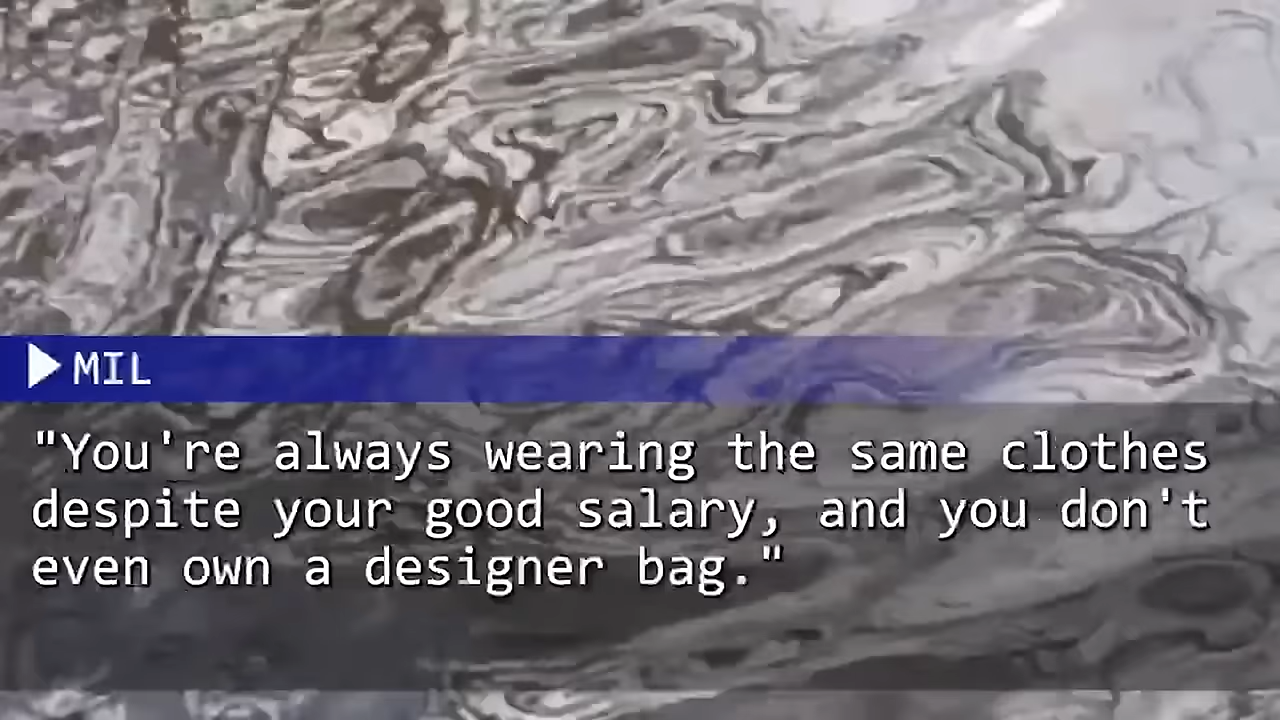 MIL
"You're always wearing the same clothes
despite your good salary, and you don't
even own a designer bag."